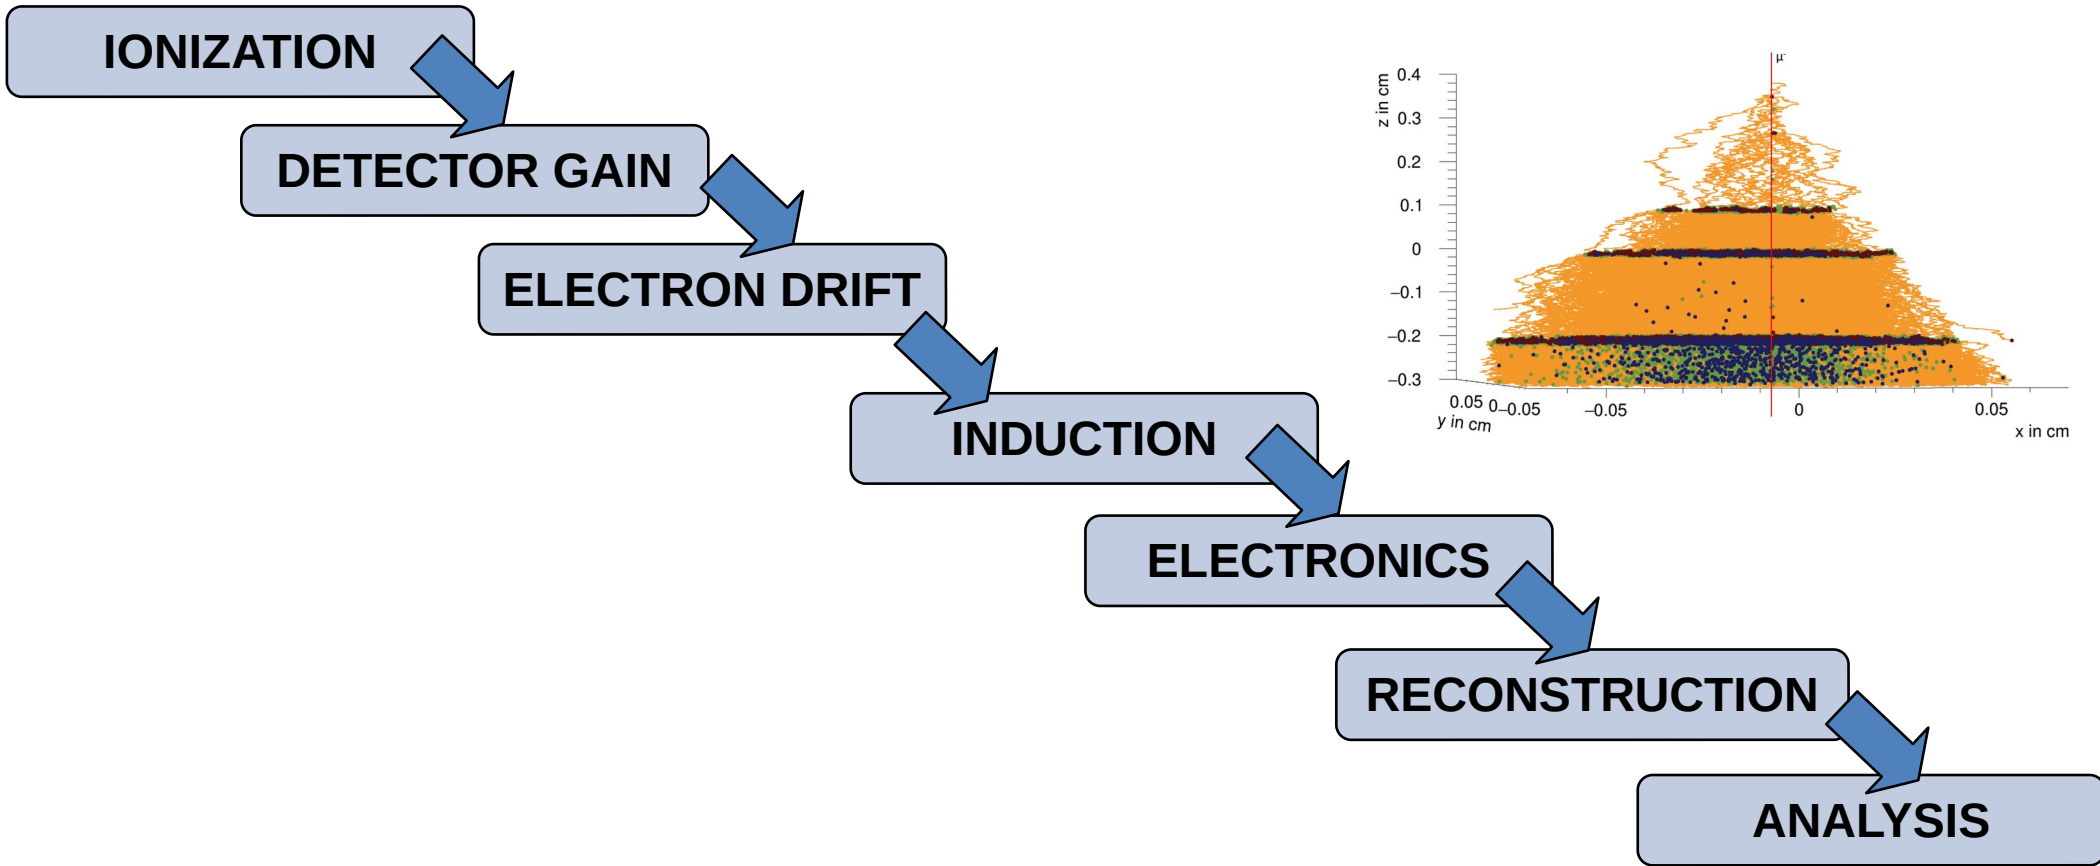 IONIZATION
DETECTOR GAIN
ELECTRON DRIFT
INDUCTION
ELECTRONICS
RECONSTRUCTION
ANALYSIS
μ-
z in cm
0.4
0.3
0.2
0.1
0
–0.1
–0.2
–0.3
0.05 0–0.05
y in cm
–0.05
0
0.05
x in cm